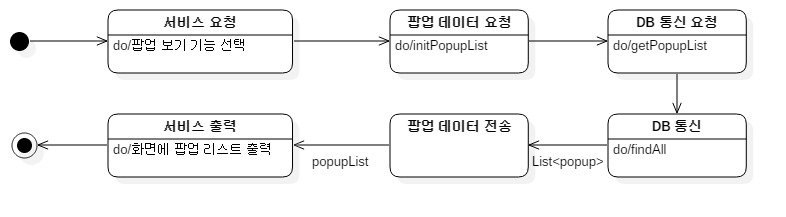 서비스 요청
do/팝업 보기 기능 선택
팝업 데이터 요청
do/initPopupList
DB 통신 요청
do/getPopupList
서비스 출력
do/화면에 팝업 리스트 출력
popupList
팝업 데이터 전송
List<popup>
DB 통신
do/findAll